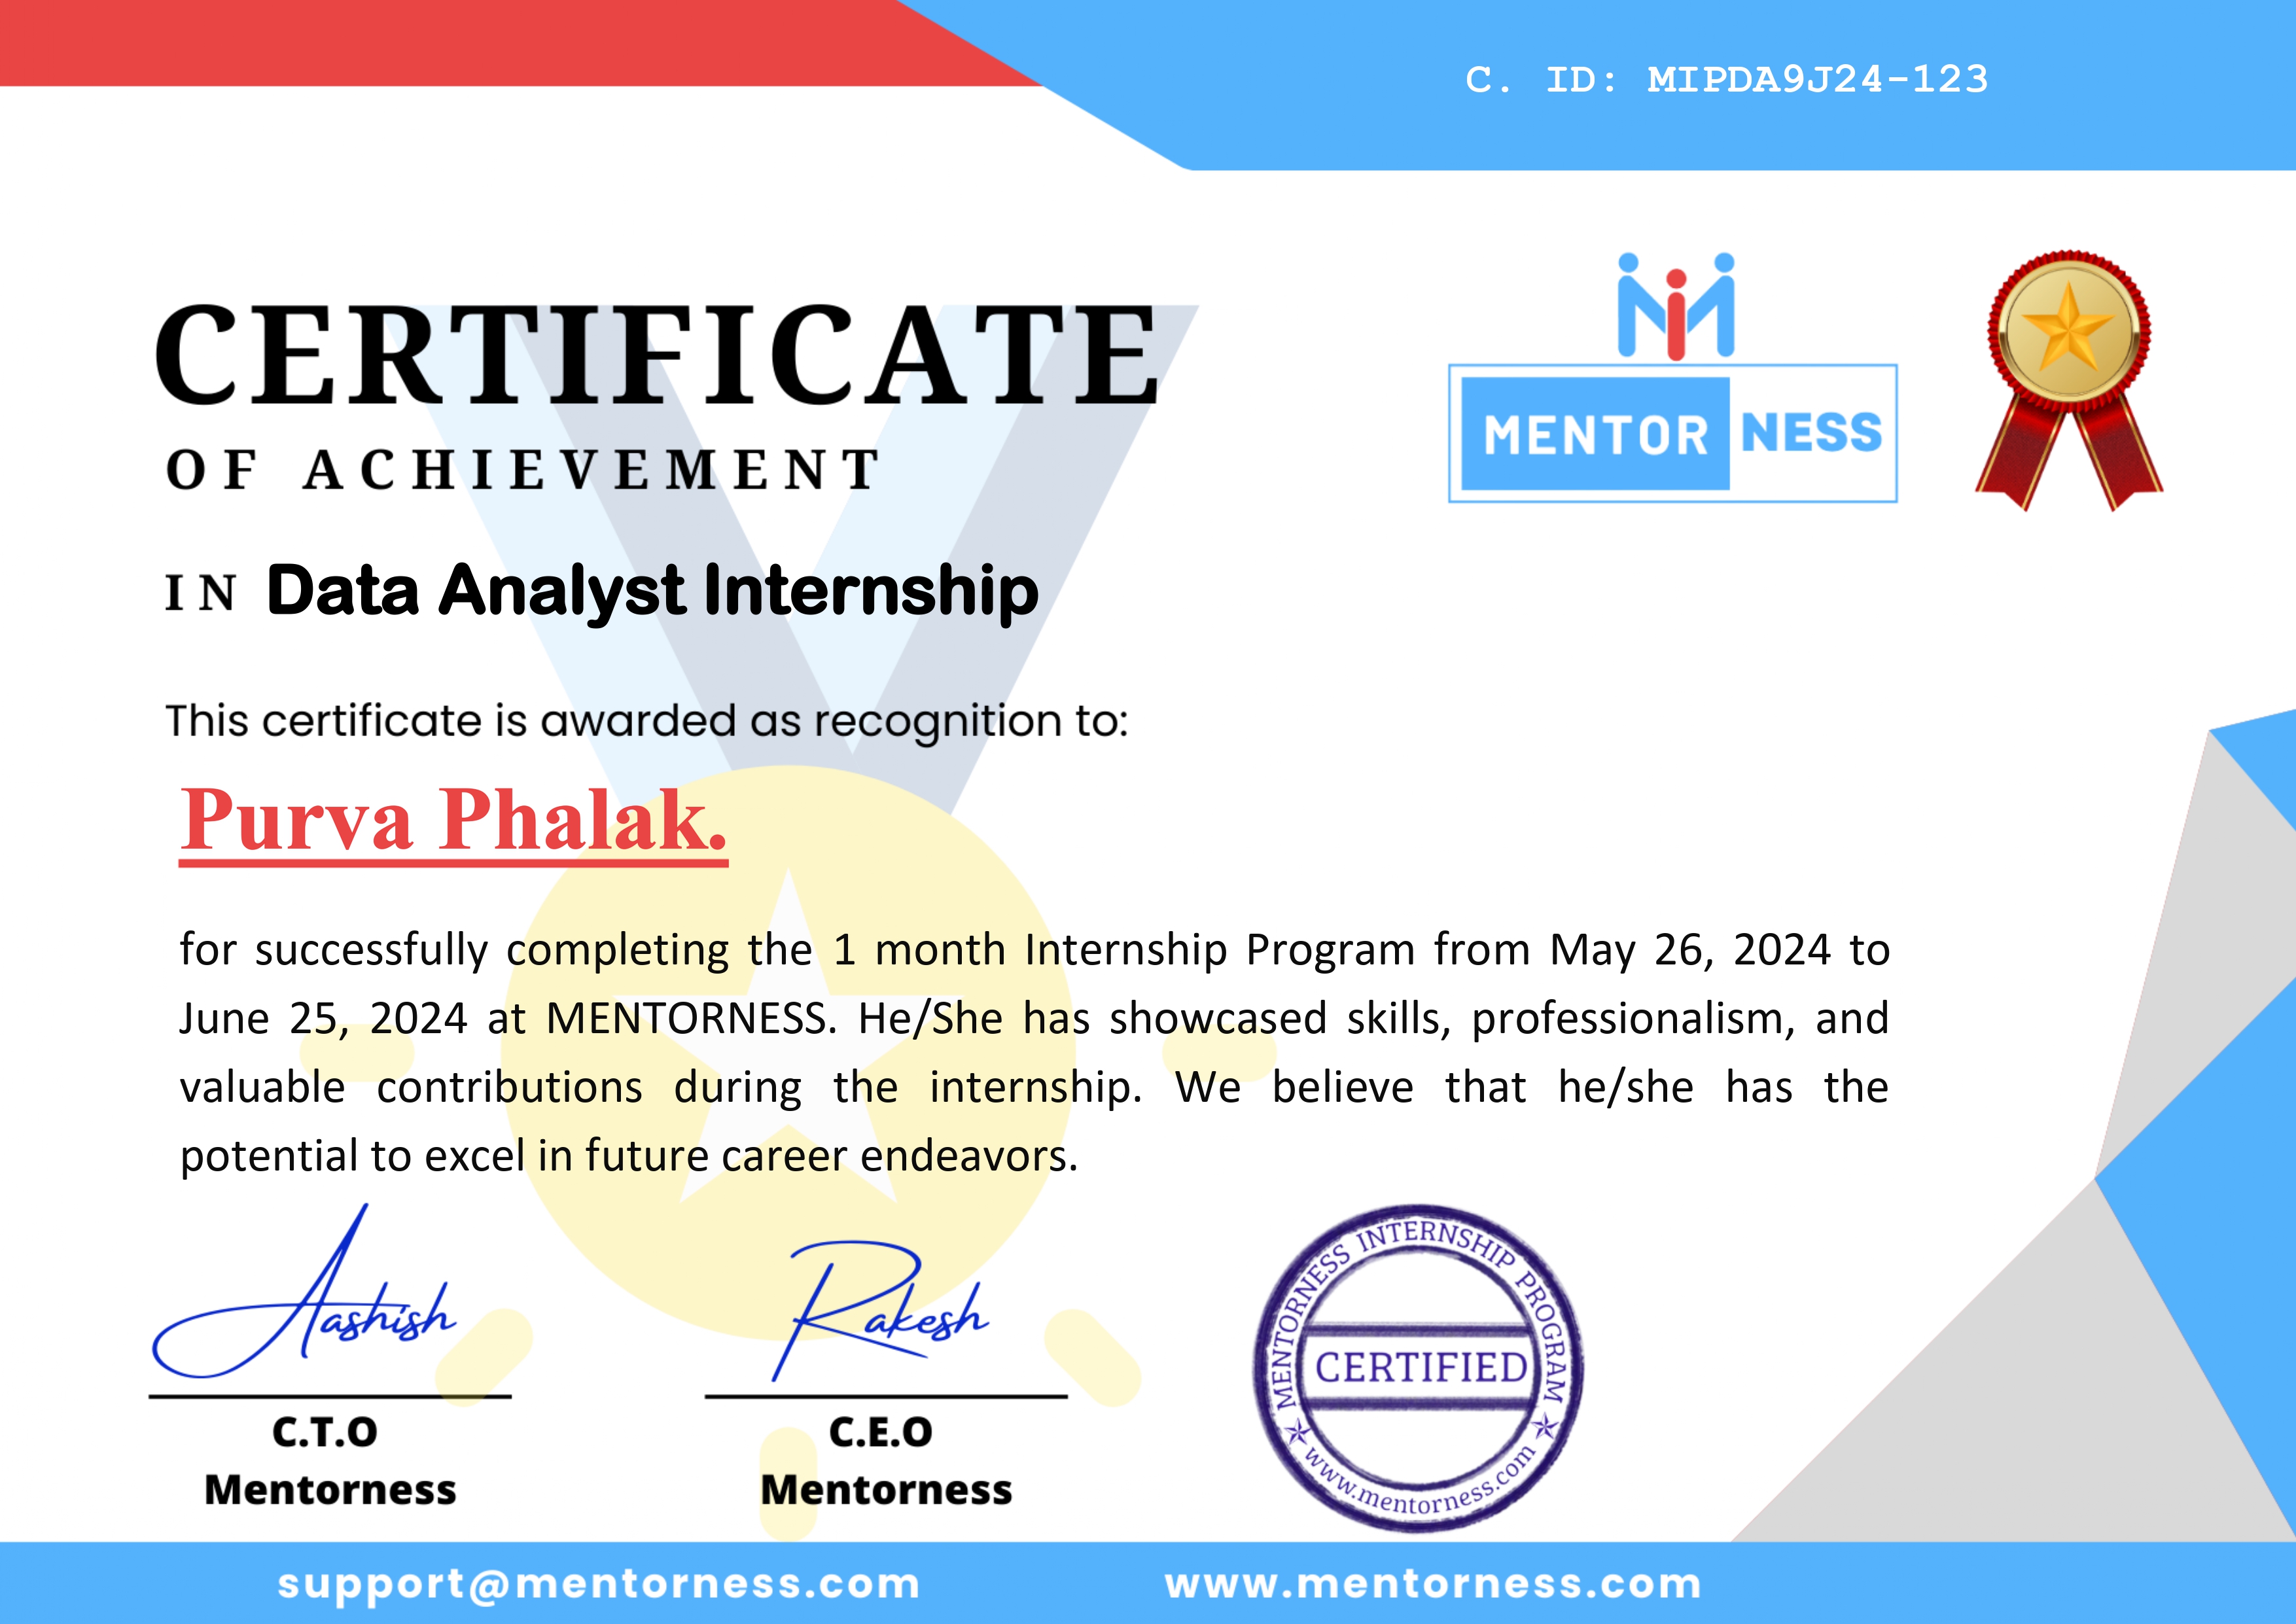 C. ID: MIPDA9J24-123
MENTORNESS
CERTIFICATE
OF ACHIEVEMENT
IN Data Analyst Internship
This certificate is awarded as recognition to:
Purva Phalak.
for successfully completing the 1 month Internship Program from May 26, 2024 to
June 25, 2024 at MENTORNESS. He/She has showcased skills, professionalism, and
valuable contributions during the internship. We believe that he/she has the
potential to excel in future career endeavors.
Aashish
C.T.O
Mentorness
Rakesh
C.E.O
Mentorness
MENTORNESS INTERNSHIP PROGRAM
CERTIFIED
www.mentorness.com
support@mentorness.com
www.mentorness.com